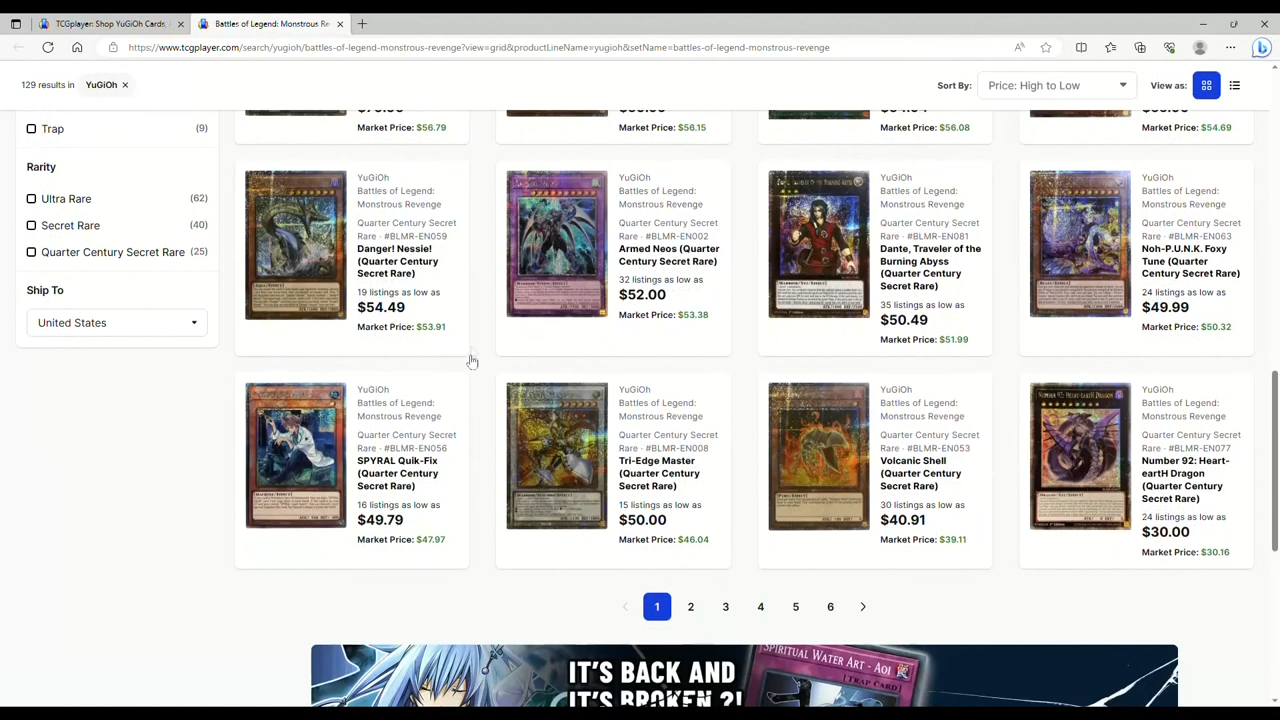 TCGplayer: Shop YuGiOh Cards,
Battles of Legend: Monstrous Re
https://www.tcgplayer.com/search/yugioh/battles-of-legend-monstrous-revenge?view=grid&productLineName=yugioh&setName=battles-of-legend-monstrous-revenge
129 results in
YuGiOh
Sort By:
Price: High to Low
View as:
Market Price: $56.79
Market Price: $56.15
Market Price: $56.08
Market Price: $54.69
Trap (9)
Rarity
Ultra Rare (62)
Secret Rare (40)
Quarter Century Secret Rare (25)
Ship To
United States
YuGiOh
Battles of Legend:
Monstrous Revenge
Quarter Century Secret
Rare · #BLMR-EN059
Danger! Nessie!
(Quarter Century
Secret Rare)
19 listings as low as
$54.49
Market Price: $53.91
YuGiOh
Battles of Legend:
Monstrous Revenge
Quarter Century Secret
Rare · #BLMR-EN002
Armed Neos (Quarter
Century Secret Rare)
32 listings as low as
$52.00
Market Price: $53.38
YuGiOh
Battles of Legend:
Monstrous Revenge
Quarter Century Secret
Rare · #BLMR-EN081
Dante, Traveler of the
Burning Abyss
(Quarter Century
Secret Rare)
35 listings as low as
$50.49
Market Price: $51.99
YuGiOh
Battles of Legend:
Monstrous Revenge
Quarter Century Secret
Rare · #BLMR-EN063
Noh-P.U.N.K. Foxy
Tune (Quarter
Century Secret Rare)
24 listings as low as
$49.99
Market Price: $50.32
YuGiOh
Battles of Legend:
Monstrous Revenge
Quarter Century Secret
Rare · #BLMR-EN056
SPYRAL Quik-Fix
(Quarter Century
Secret Rare)
16 listings as low as
$49.79
Market Price: $47.97
YuGiOh
Battles of Legend:
Monstrous Revenge
Quarter Century Secret
Rare · #BLMR-EN008
Tri-Edge Master
(Quarter Century
Secret Rare)
15 listings as low as
$50.00
Market Price: $46.04
YuGiOh
Battles of Legend:
Monstrous Revenge
Quarter Century Secret
Rare · #BLMR-EN053
Volcanic Shell
(Quarter Century
Secret Rare)
30 listings as low as
$40.91
Market Price: $39.11
Number 92: Heart-eartH Dragon
YuGiOh
Battles of Legend:
Monstrous Revenge
Quarter Century Secret
Rare · #BLMR-EN077
Number 92: Heart-
eartH Dragon
(Quarter Century
Secret Rare)
24 listings as low as
$30.00
Market Price: $30.16
1 2 3 4 5 6
IT'S BACK AND
IT'S BROKEN ?!
SPIRITUAL WATER ART - AOI
[TRAP CARD]